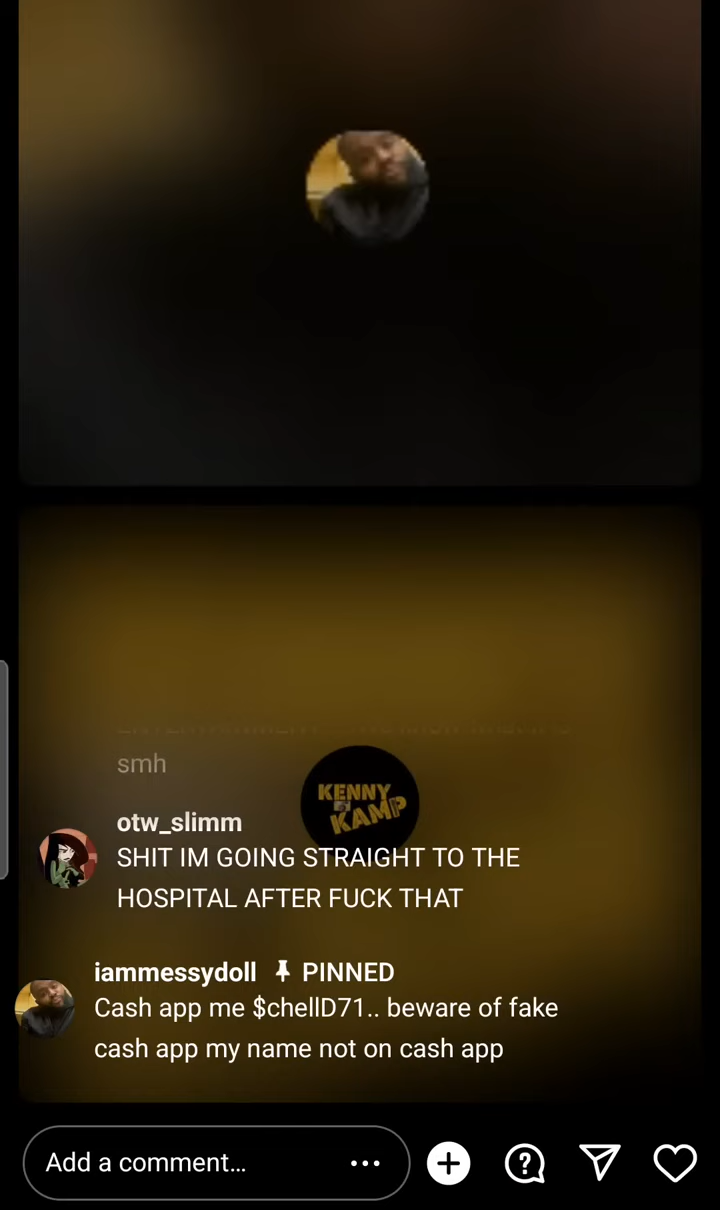 smh
KENNY
KAMP
otw_slimm
SHIT IM GOING STRAIGHT TO THE
HOSPITAL AFTER FUCK THAT
iammessydoll PINNED
Cash app me $chellD71.. beware of fake
cash app my name not on cash app
Add a comment...